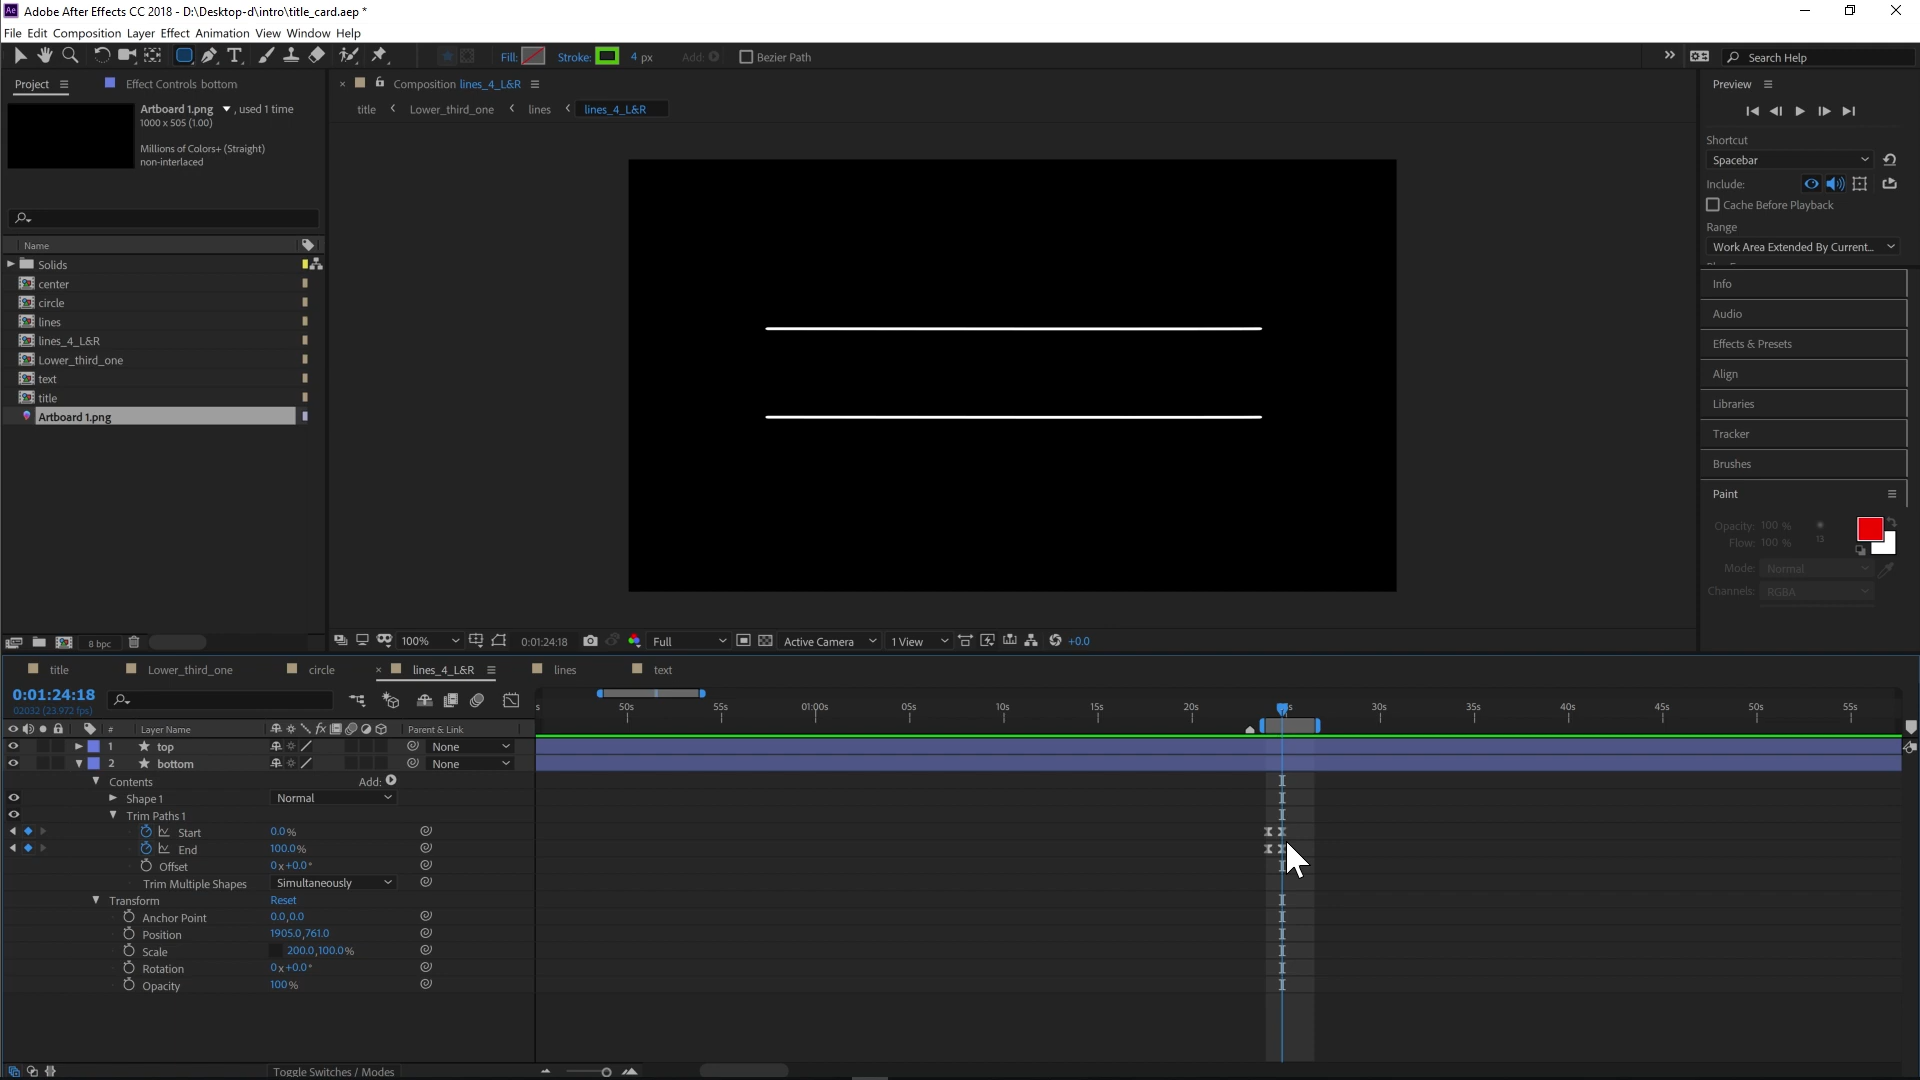 Adobe After Effects CC 2018 - D:\Desktop-d\intro\title_card.aep *
File Edit Composition Layer Effect Animation View Window Help
Fill: Stroke: 4 px Add: Bezier Path Search Help
Project Effect Controls bottom
Artboard 1.png , used 1 time
1000 x 505 (1.00)
Millions of Colors+ (Straight)
non-interlaced
Name
Solids
center
circle
lines
lines_4_L&R
Lower_third_one
text
title
Artboard 1.png
8 bpc
Composition lines_4_L&R
title Lower_third_one lines lines_4_L&R
100% 0:01:24:18 Full Active Camera 1 View +0.0
Preview
Shortcut
Spacebar
Include:
Cache Before Playback
Range
Work Area Extended By Current...
Info
Audio
Effects & Presets
Align
Libraries
Tracker
Brushes
Paint
Opacity: 100 %
Flow: 100 % 13
Mode: Normal
Channels: RGBA
title Lower_third_one circle lines_4_L&R lines text
0:01:24:18
02032 (23.972 fps)
s 50s 55s 01:00s 05s 10s 15s 20s 30s 35s 40s 45s 50s 55s
# Layer Name fx Parent & Link
1 top None
2 bottom None
Contents Add:
Shape 1 Normal
Trim Paths 1
Start 0.0%
End 100.0%
Offset 0x+0.0°
Trim Multiple Shapes Simultaneously
Transform Reset
Anchor Point 0.0,0.0
Position 1905.0,761.0
Scale 200.0,100.0%
Rotation 0x+0.0°
Opacity 100%
Toggle Switches / Modes